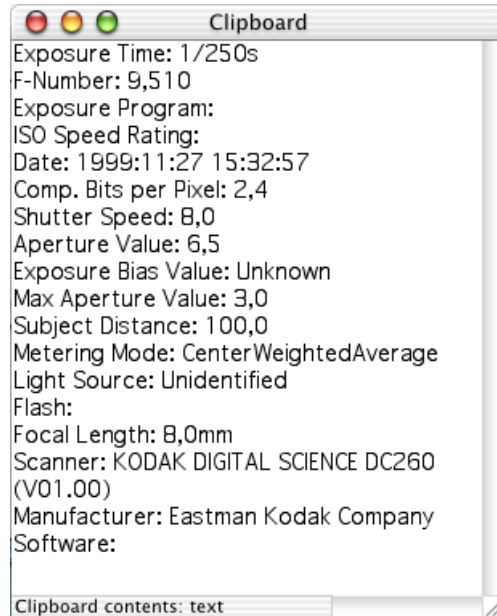 Clipboard
Exposure Time: 1/250s
F-Number: 9,510
Exposure Program:
ISO Speed Rating:
Date: 1999:11:27 15:32:57
Comp. Bits per Pixel: 2,4
Shutter Speed: 8,0
Aperture Value: 6,5
Exposure Bias Value: Unknown
Max Aperture Value: 3,0
Subject Distance: 100,0
Metering Mode: CenterWeightedAverage
Light Source: Unidentified
Flash:
Focal Length: 8,0mm
Scanner: KODAK DIGITAL SCIENCE DC260
(V01.00)
Manufacturer: Eastman Kodak Company
Software:
Clipboard contents: text